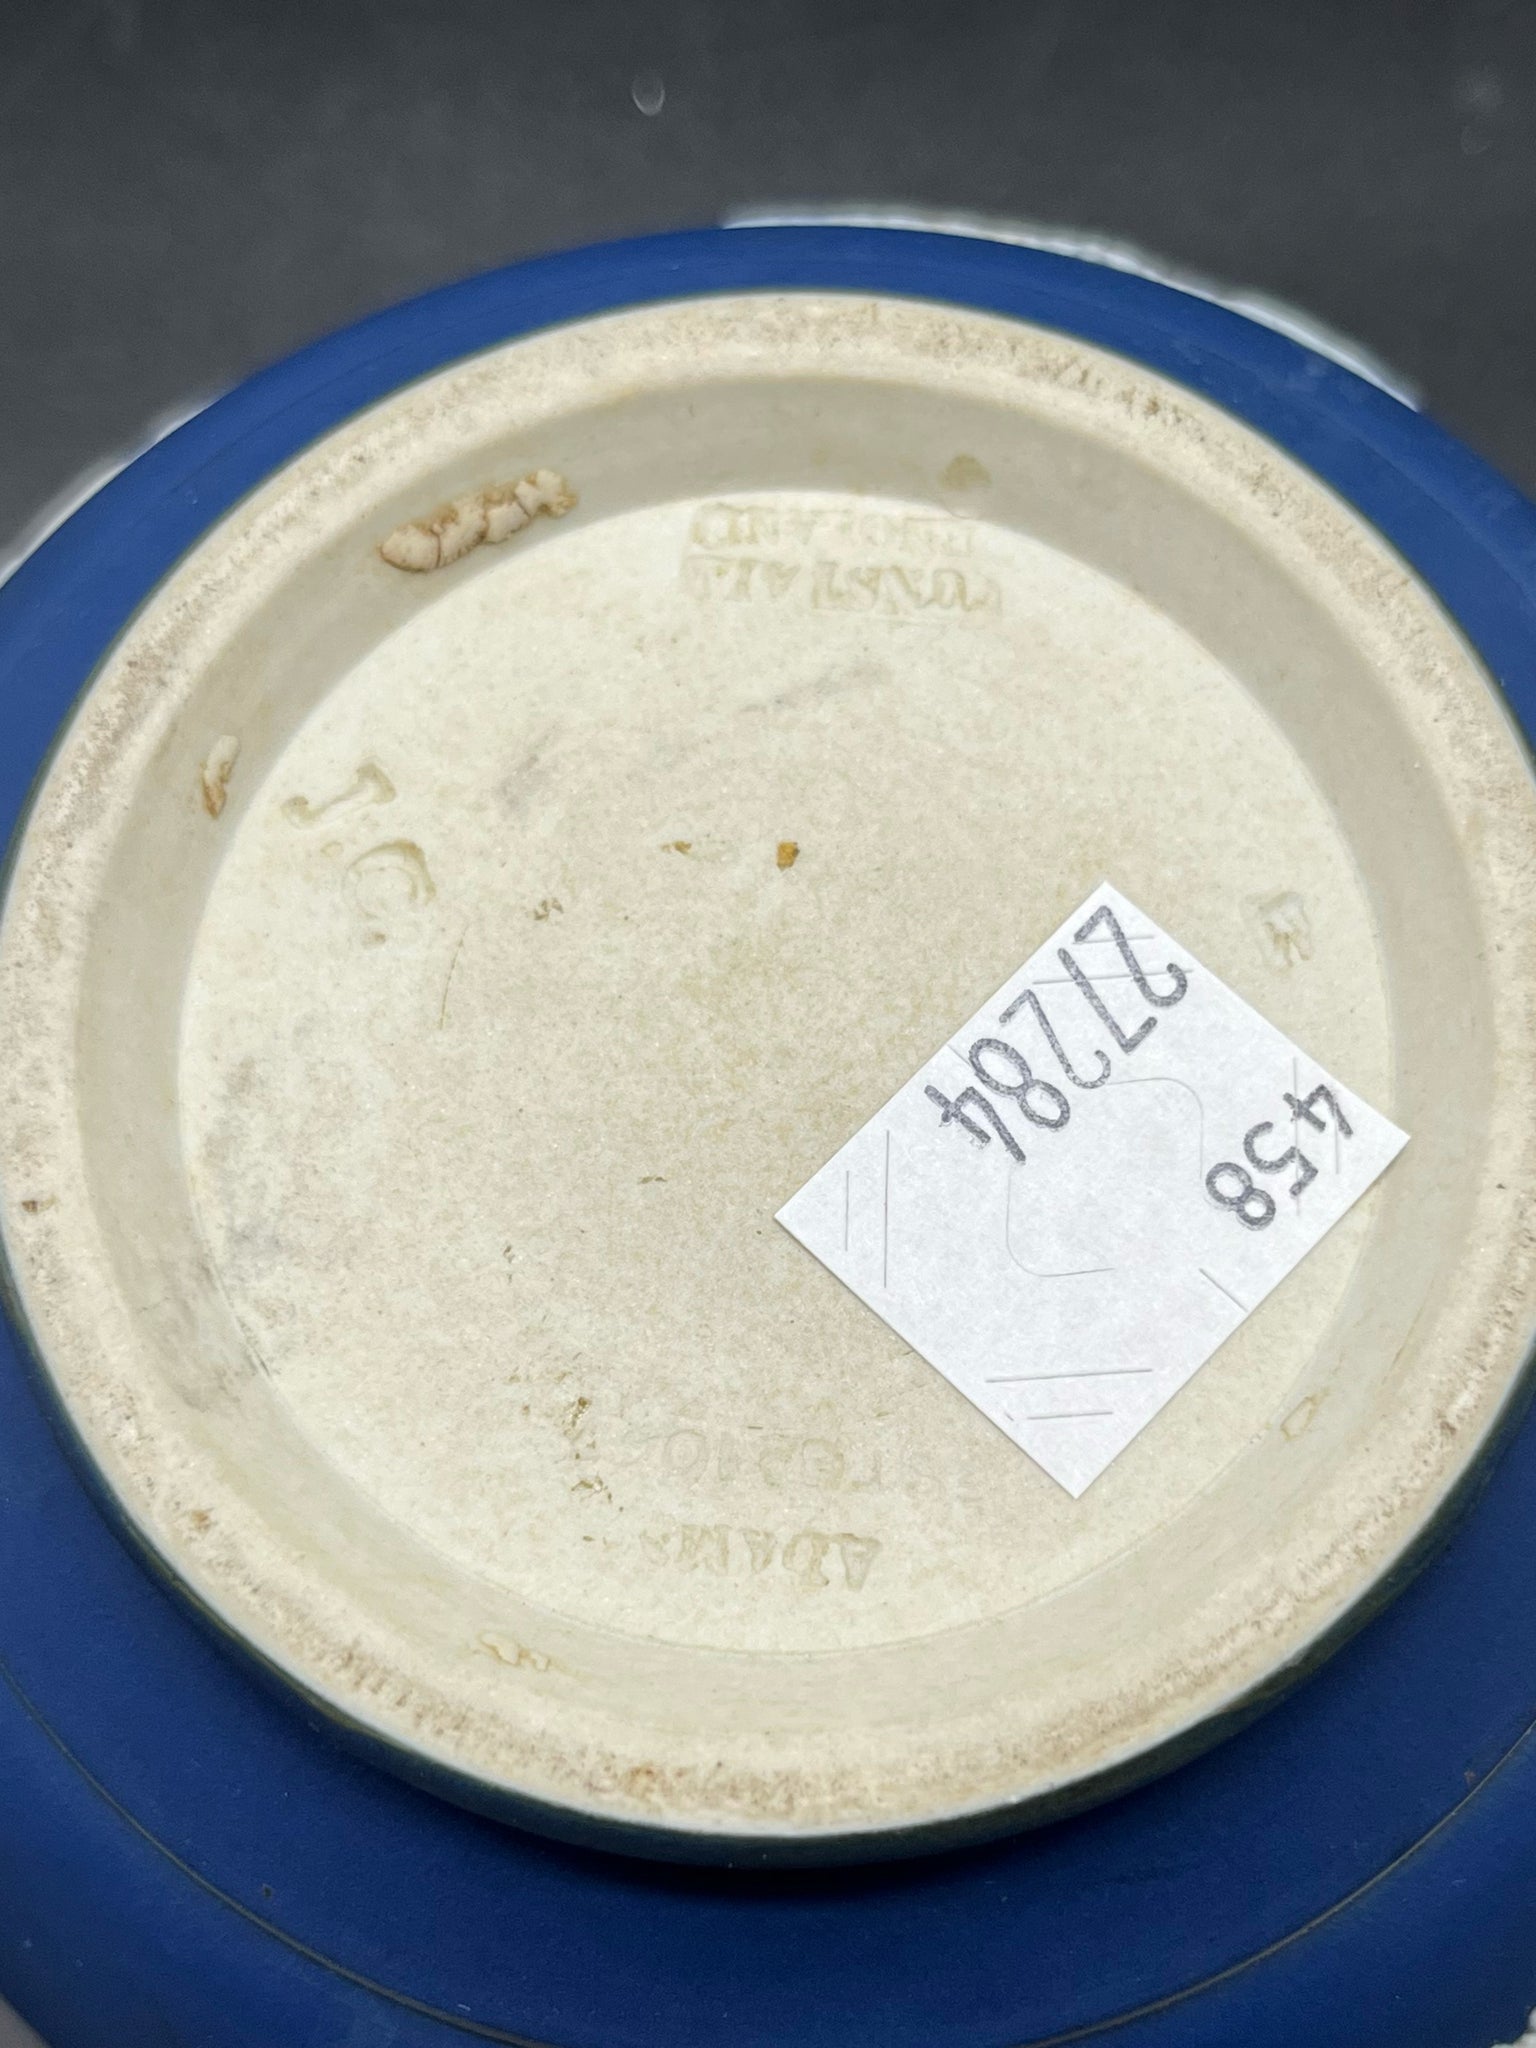 ADAMS
27284
458
J.C.
TUNSTALL
ENGLAND